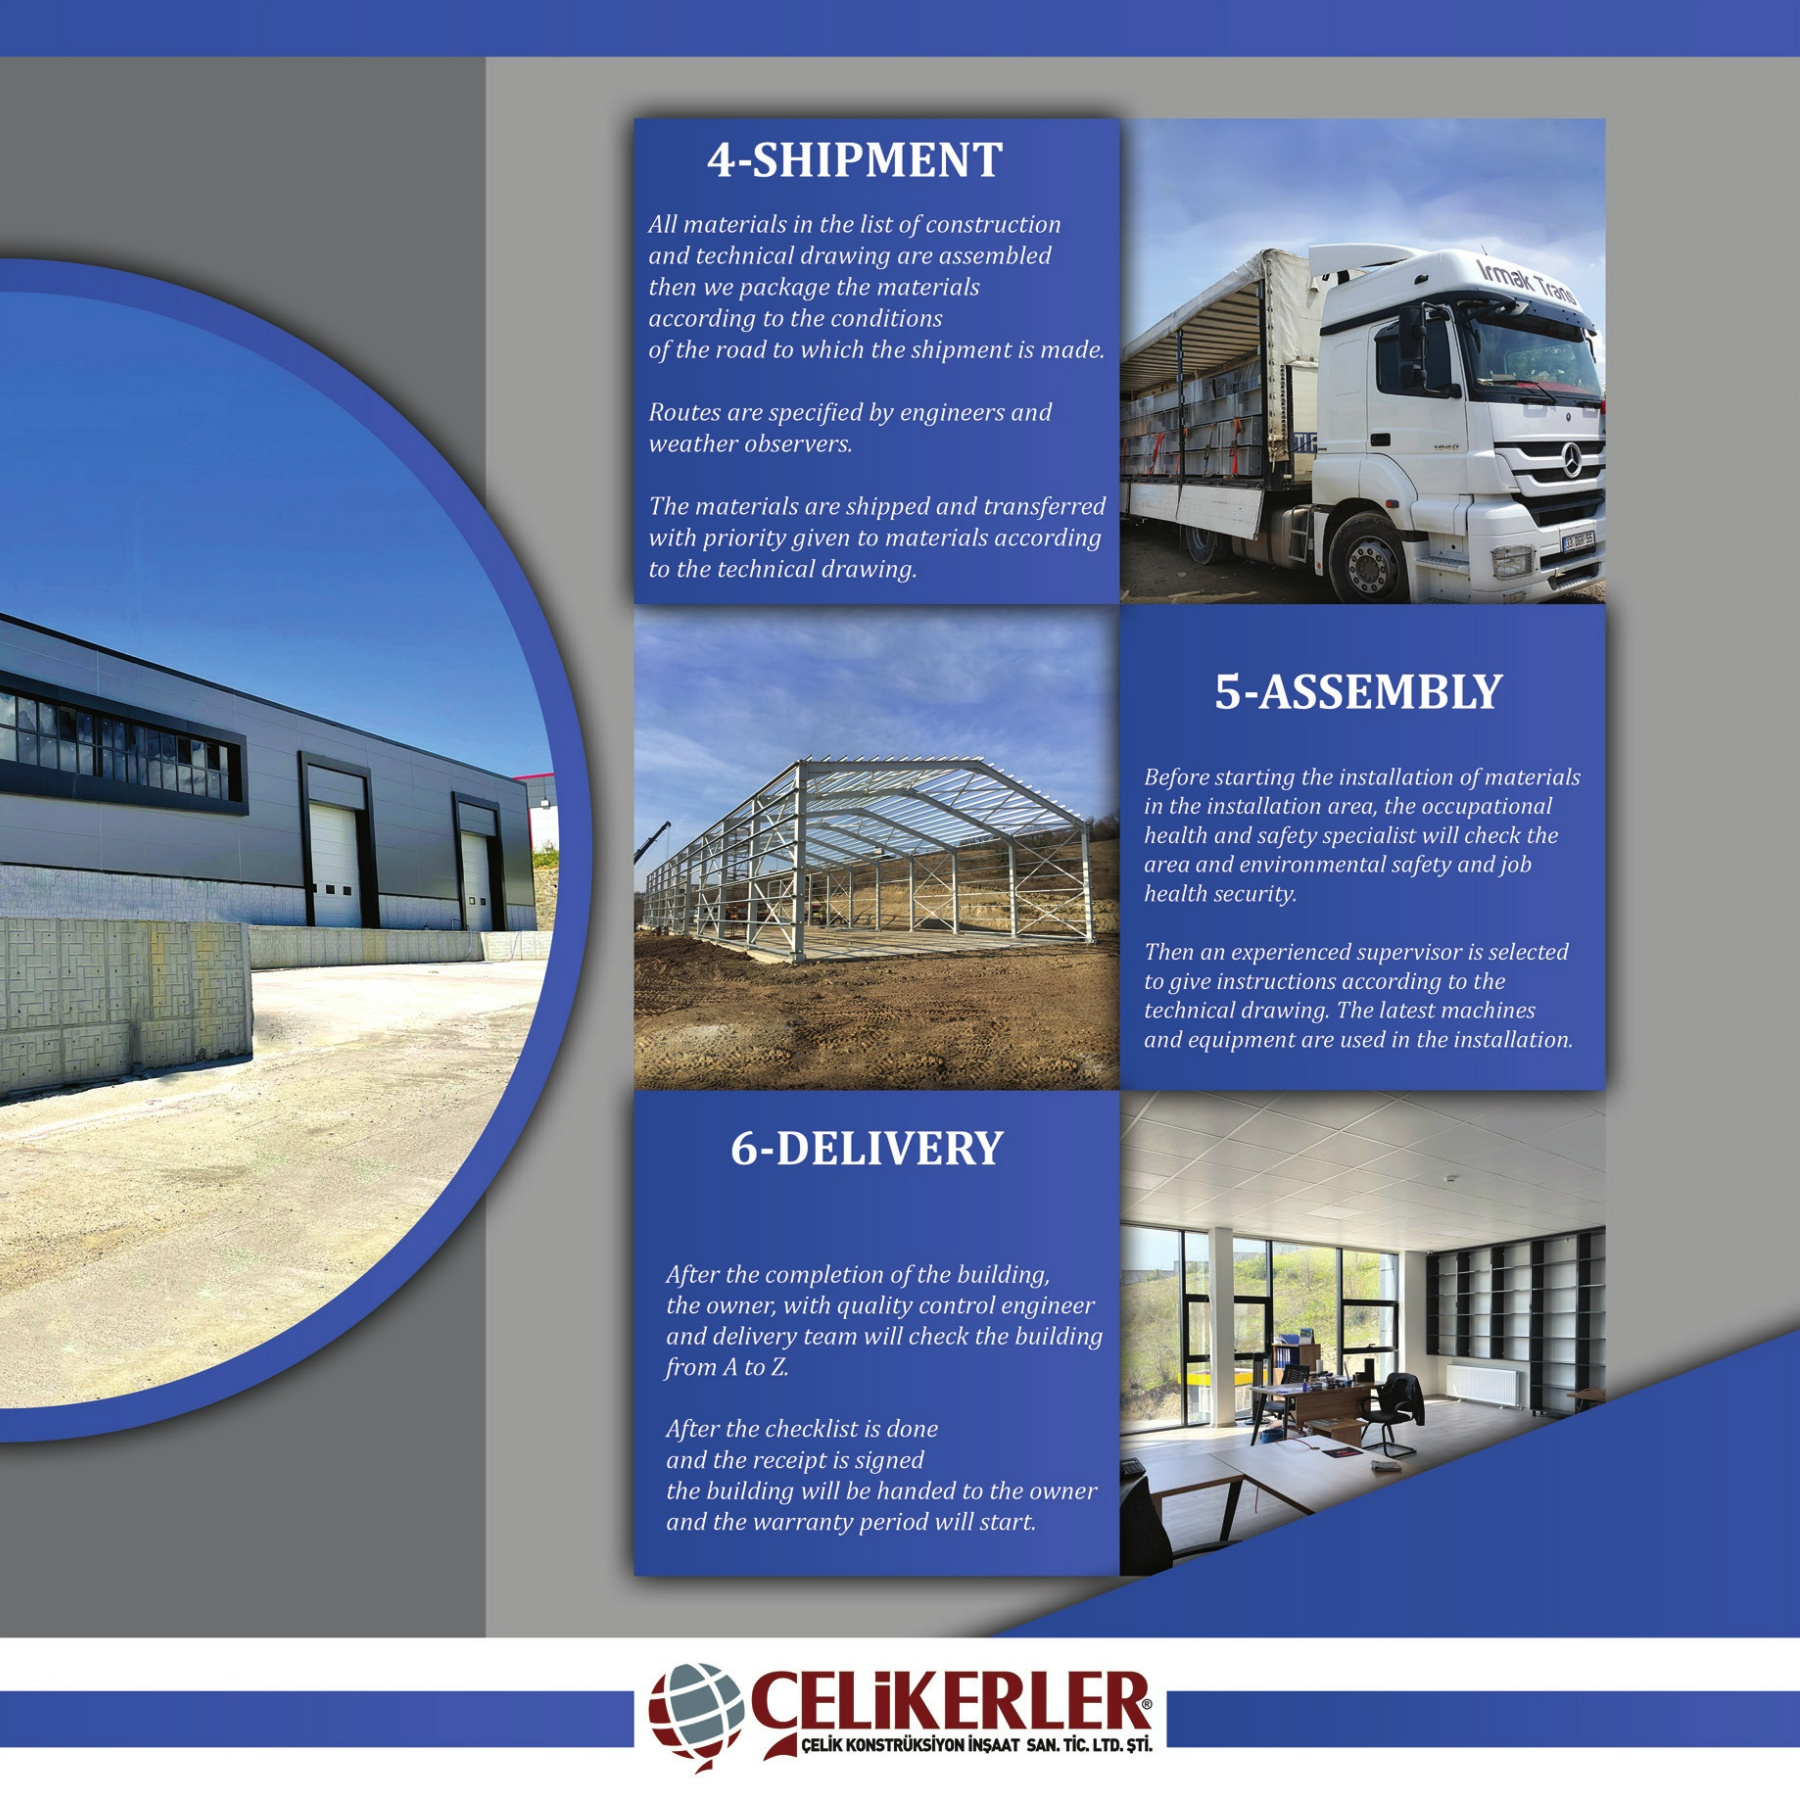 4-SHIPMENT
All materials in the list of construction
and technical drawing are assembled
then we package the materials
according to the conditions
of the road to which the shipment is made.
Routes are specified by engineers and
weather observers.
The materials are shipped and transferred
with priority given to materials according
to the technical drawing.
Irmak Trans
1840
5-ASSEMBLY
Before starting the installation of materials
in the installation area, the occupational
health and safety specialist will check the
area and environmental safety and job
health security.
Then an experienced supervisor is selected
to give instructions according to the
technical drawing. The latest machines
and equipment are used in the installation.
6-DELIVERY
After the completion of the building,
the owner, with quality control engineer
and delivery team will check the building
from A to Z.
After the checklist is done
and the receipt is signed
the building will be handed to the owner
and the warranty period will start.
ÇELiKERLER®
ÇELİK KONSTRÜKSİYON İNŞAAT SAN. TİC. LTD. ŞTİ.